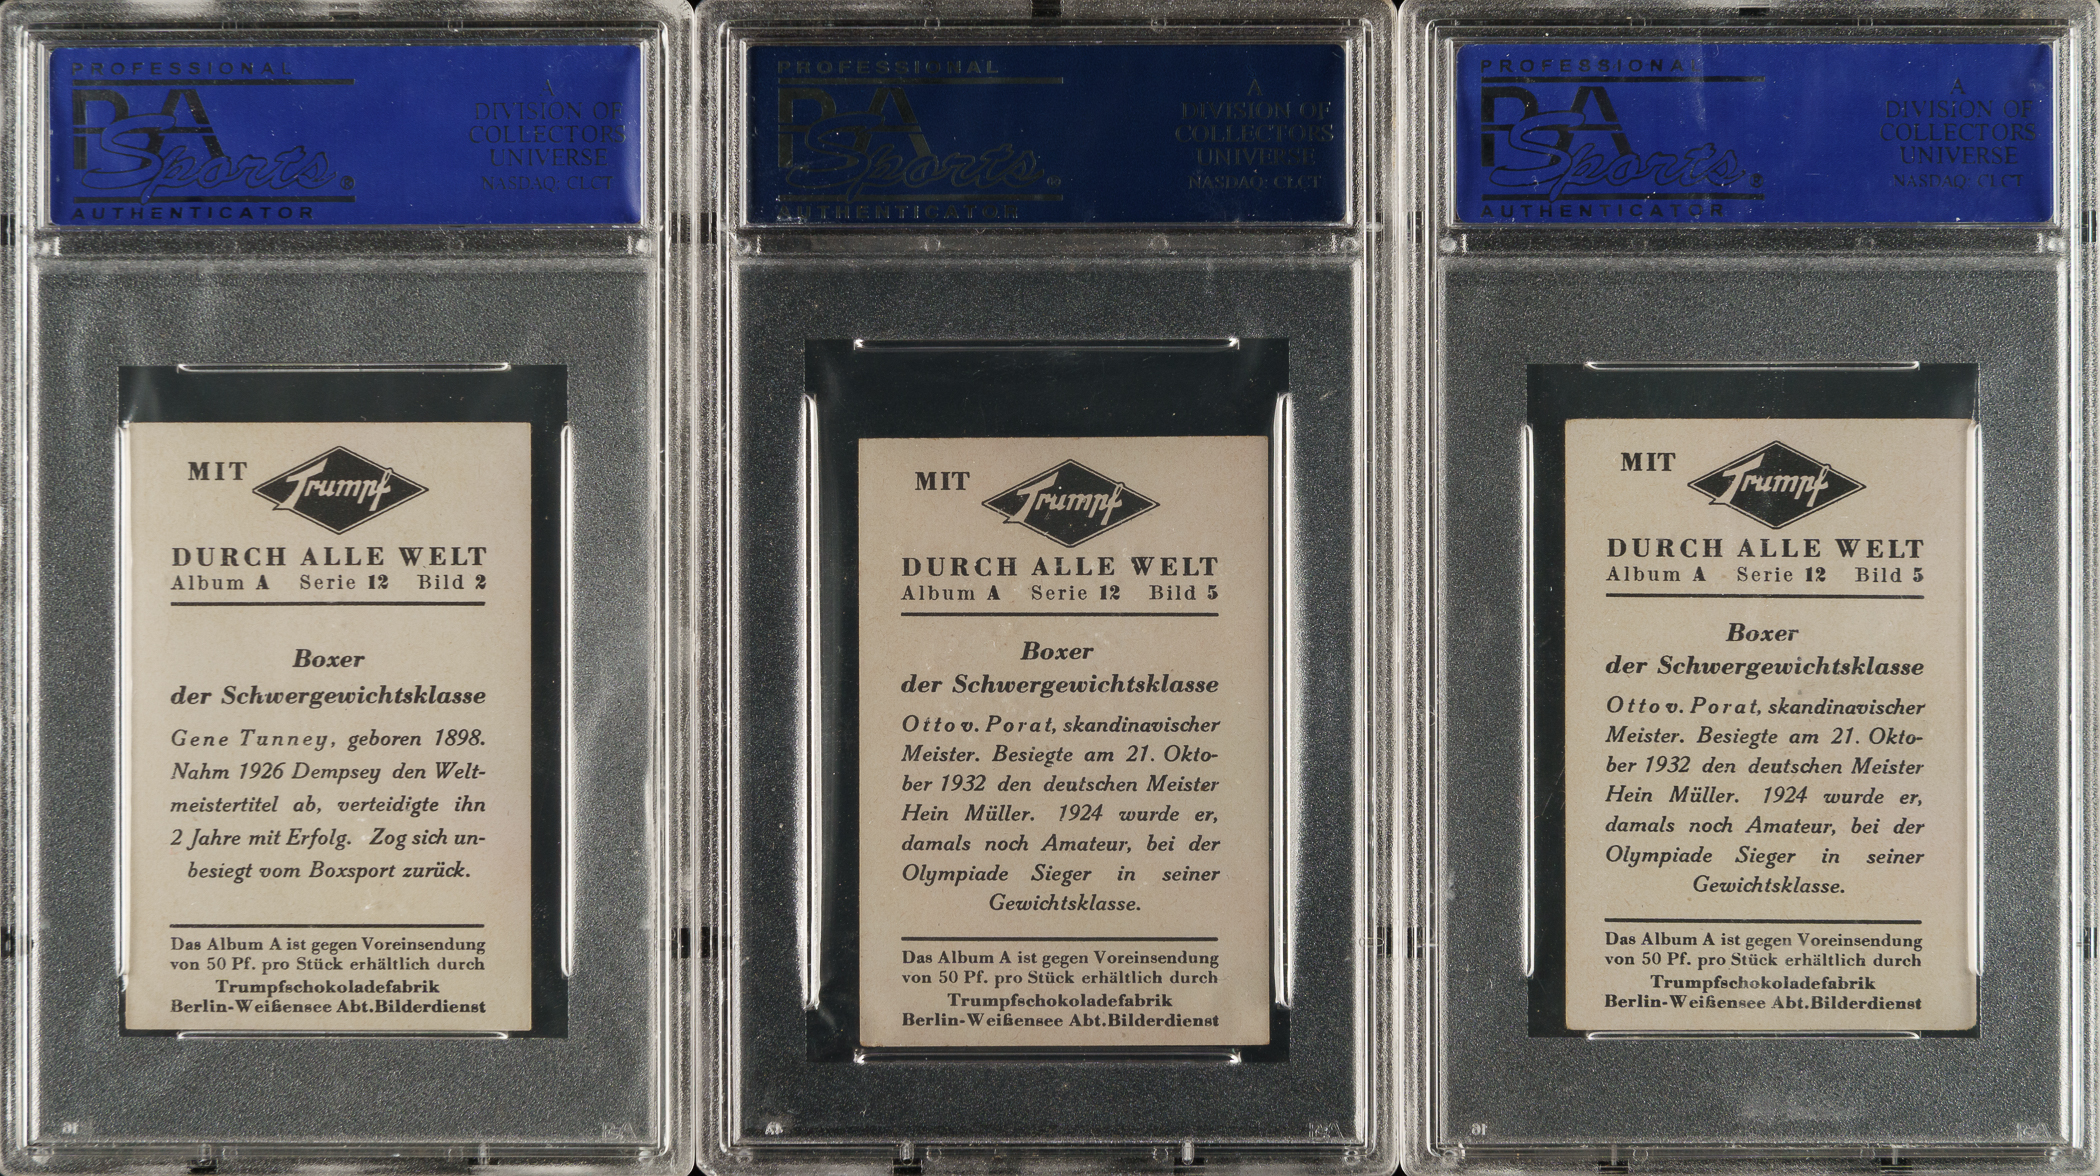 PROFESSIONAL
PSA
Sports®
AUTHENTICATOR
A
DIVISION OF
COLLECTORS
UNIVERSE
NASDAQ: CLCT
MIT Trumpf
DURCH ALLE WELT
Album A Serie 12 Bild 2
Boxer
der Schwergewichtsklasse
Gene Tunney, geboren 1898.
Nahm 1926 Dempsey den Welt-
meistertitel ab, verteidigte ihn
2 Jahre mit Erfolg. Zog sich un-
besiegt vom Boxsport zurück.
Das Album A ist gegen Voreinsendung
von 50 Pf. pro Stück erhältlich durch
Trumpfschokoladefabrik
Berlin-Weißensee Abt.Bilderdienst
PROFESSIONAL
PSA
Sports®
AUTHENTICATOR
A
DIVISION OF
COLLECTORS
UNIVERSE
NASDAQ: CLCT
MIT Trumpf
DURCH ALLE WELT
Album A Serie 12 Bild 5
Boxer
der Schwergewichtsklasse
Otto v. Porat, skandinavischer
Meister. Besiegte am 21. Okto-
ber 1932 den deutschen Meister
Hein Müller. 1924 wurde er,
damals noch Amateur, bei der
Olympiade Sieger in seiner
Gewichtsklasse.
Das Album A ist gegen Voreinsendung
von 50 Pf. pro Stück erhältlich durch
Trumpfschokoladefabrik
Berlin-Weißensee Abt.Bilderdienst
PROFESSIONAL
PSA
Sports®
AUTHENTICATOR
A
DIVISION OF
COLLECTORS
UNIVERSE
NASDAQ: CLCT
MIT Trumpf
DURCH ALLE WELT
Album A Serie 12 Bild 5
Boxer
der Schwergewichtsklasse
Otto v. Porat, skandinavischer
Meister. Besiegte am 21. Okto-
ber 1932 den deutschen Meister
Hein Müller. 1924 wurde er,
damals noch Amateur, bei der
Olympiade Sieger in seiner
Gewichtsklasse.
Das Album A ist gegen Voreinsendung
von 50 Pf. pro Stück erhältlich durch
Trumpfschokoladefabrik
Berlin-Weißensee Abt.Bilderdienst